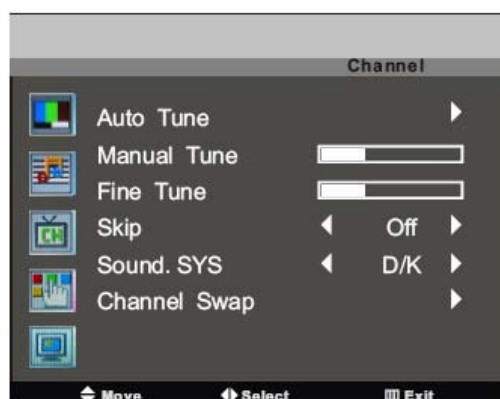 Channel
Auto Tune
Manual Tune
Fine Tune
Skip Off
Sound. SYS D/K
CH
Channel Swap
Move Select Exit